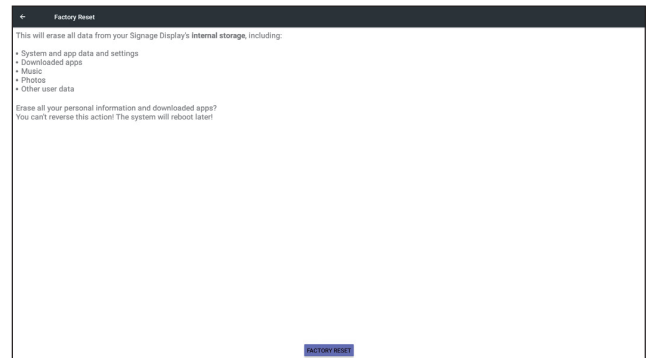 Factory Reset
This will erase all data from your Signage Display's internal storage, including:
• System and app data and settings
• Downloaded apps
• Music
• Photos
• Other user data
Erase all your personal information and downloaded apps?
You can't reverse this action! The system will reboot later!
FACTORY RESET